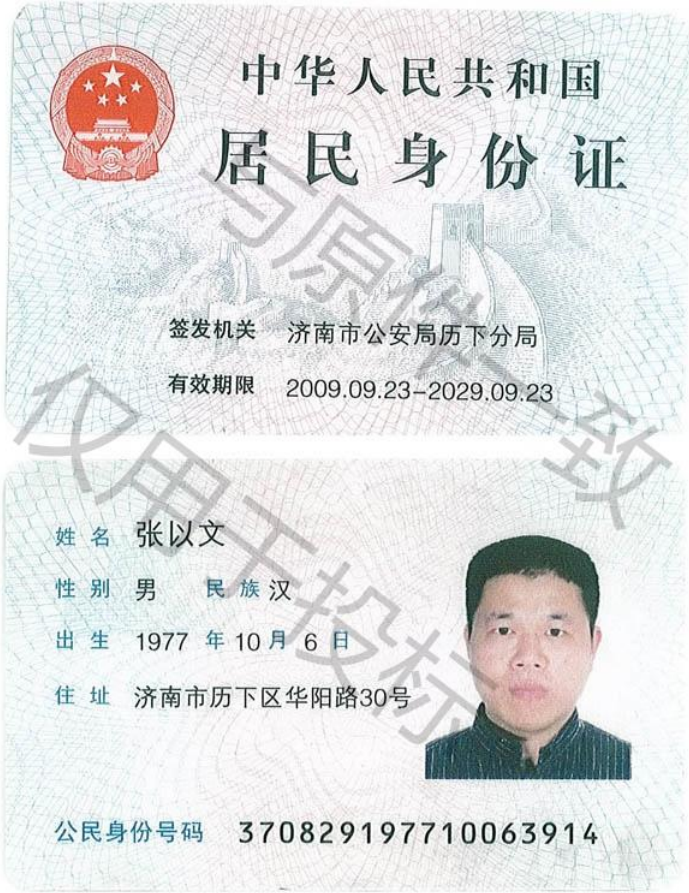 中华人民共和国
居民身份证
签发机关 济南市公安局历下分局
有效期限 2009.09.23-2029.09.23
姓名 张以文
性别 男 民族 汉
出生 1977 年 10 月 6 日
住址 济南市历下区华阳路30号
公民身份号码 370829197710063914
与原件一致
仅用于投标